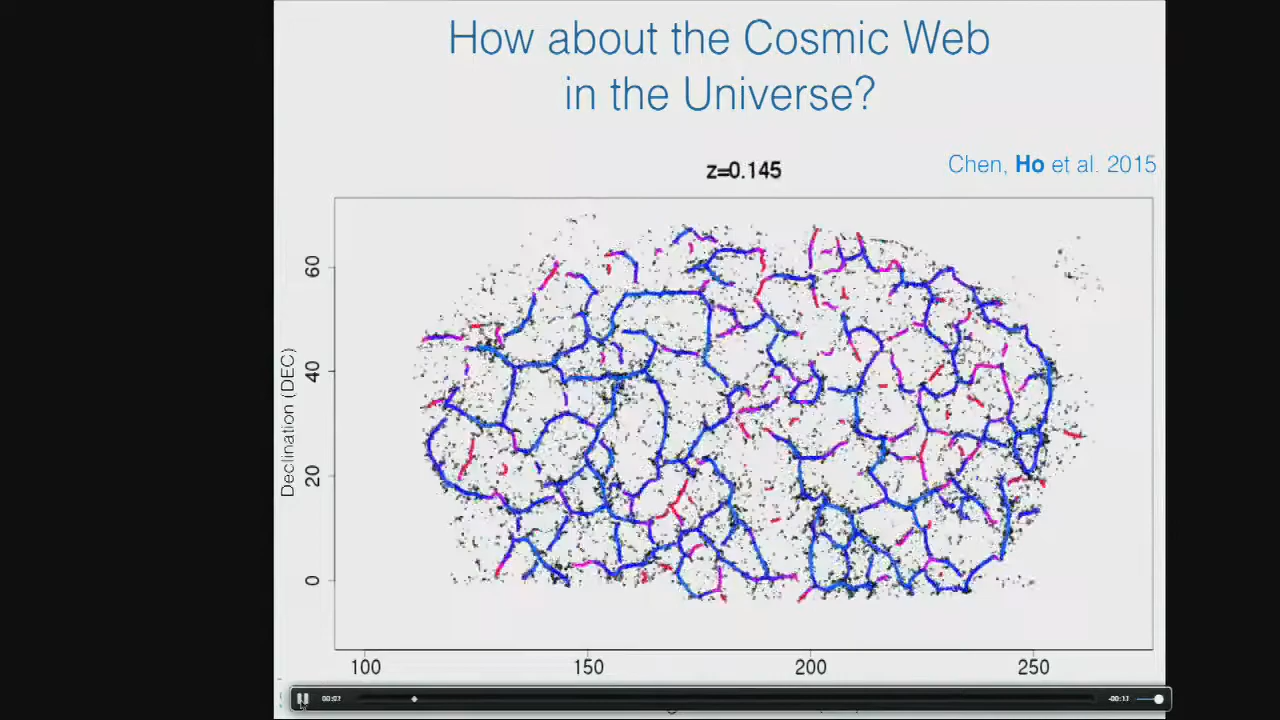 How about the Cosmic Web
in the Universe?
Chen, Ho et al. 2015
z=0.145
Declination (DEC)
60
40
20
0
100 150 200 250